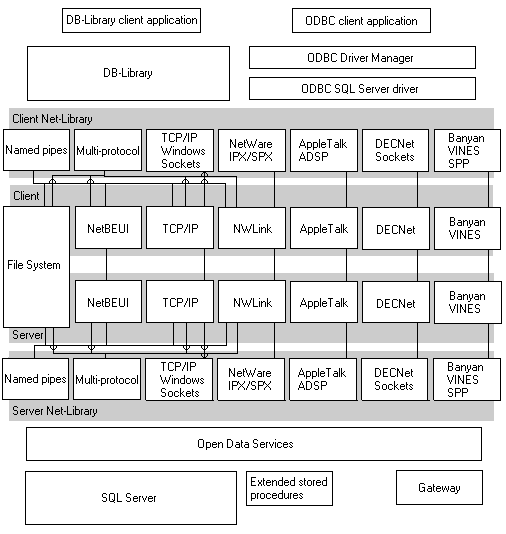 DB-Library client application
ODBC client application
DB-Library
ODBC Driver Manager
ODBC SQL Server driver
Client Net-Library
Named pipes
Multi-protocol
TCP/IP
Windows
Sockets
NetWare
IPX/SPX
AppleTalk
ADSP
DECNet
Sockets
Banyan
VINES
SPP
Client
File System
NetBEUI
TCP/IP
NWLink
AppleTalk
DECNet
Banyan
VINES
NetBEUI
TCP/IP
NWLink
AppleTalk
DECNet
Banyan
VINES
Server
Named pipes
Multi-protocol
TCP/IP
Windows
Sockets
NetWare
IPX/SPX
AppleTalk
ADSP
DECNet
Sockets
Banyan
VINES
SPP
Server Net-Library
Open Data Services
SQL Server
Extended stored
procedures
Gateway